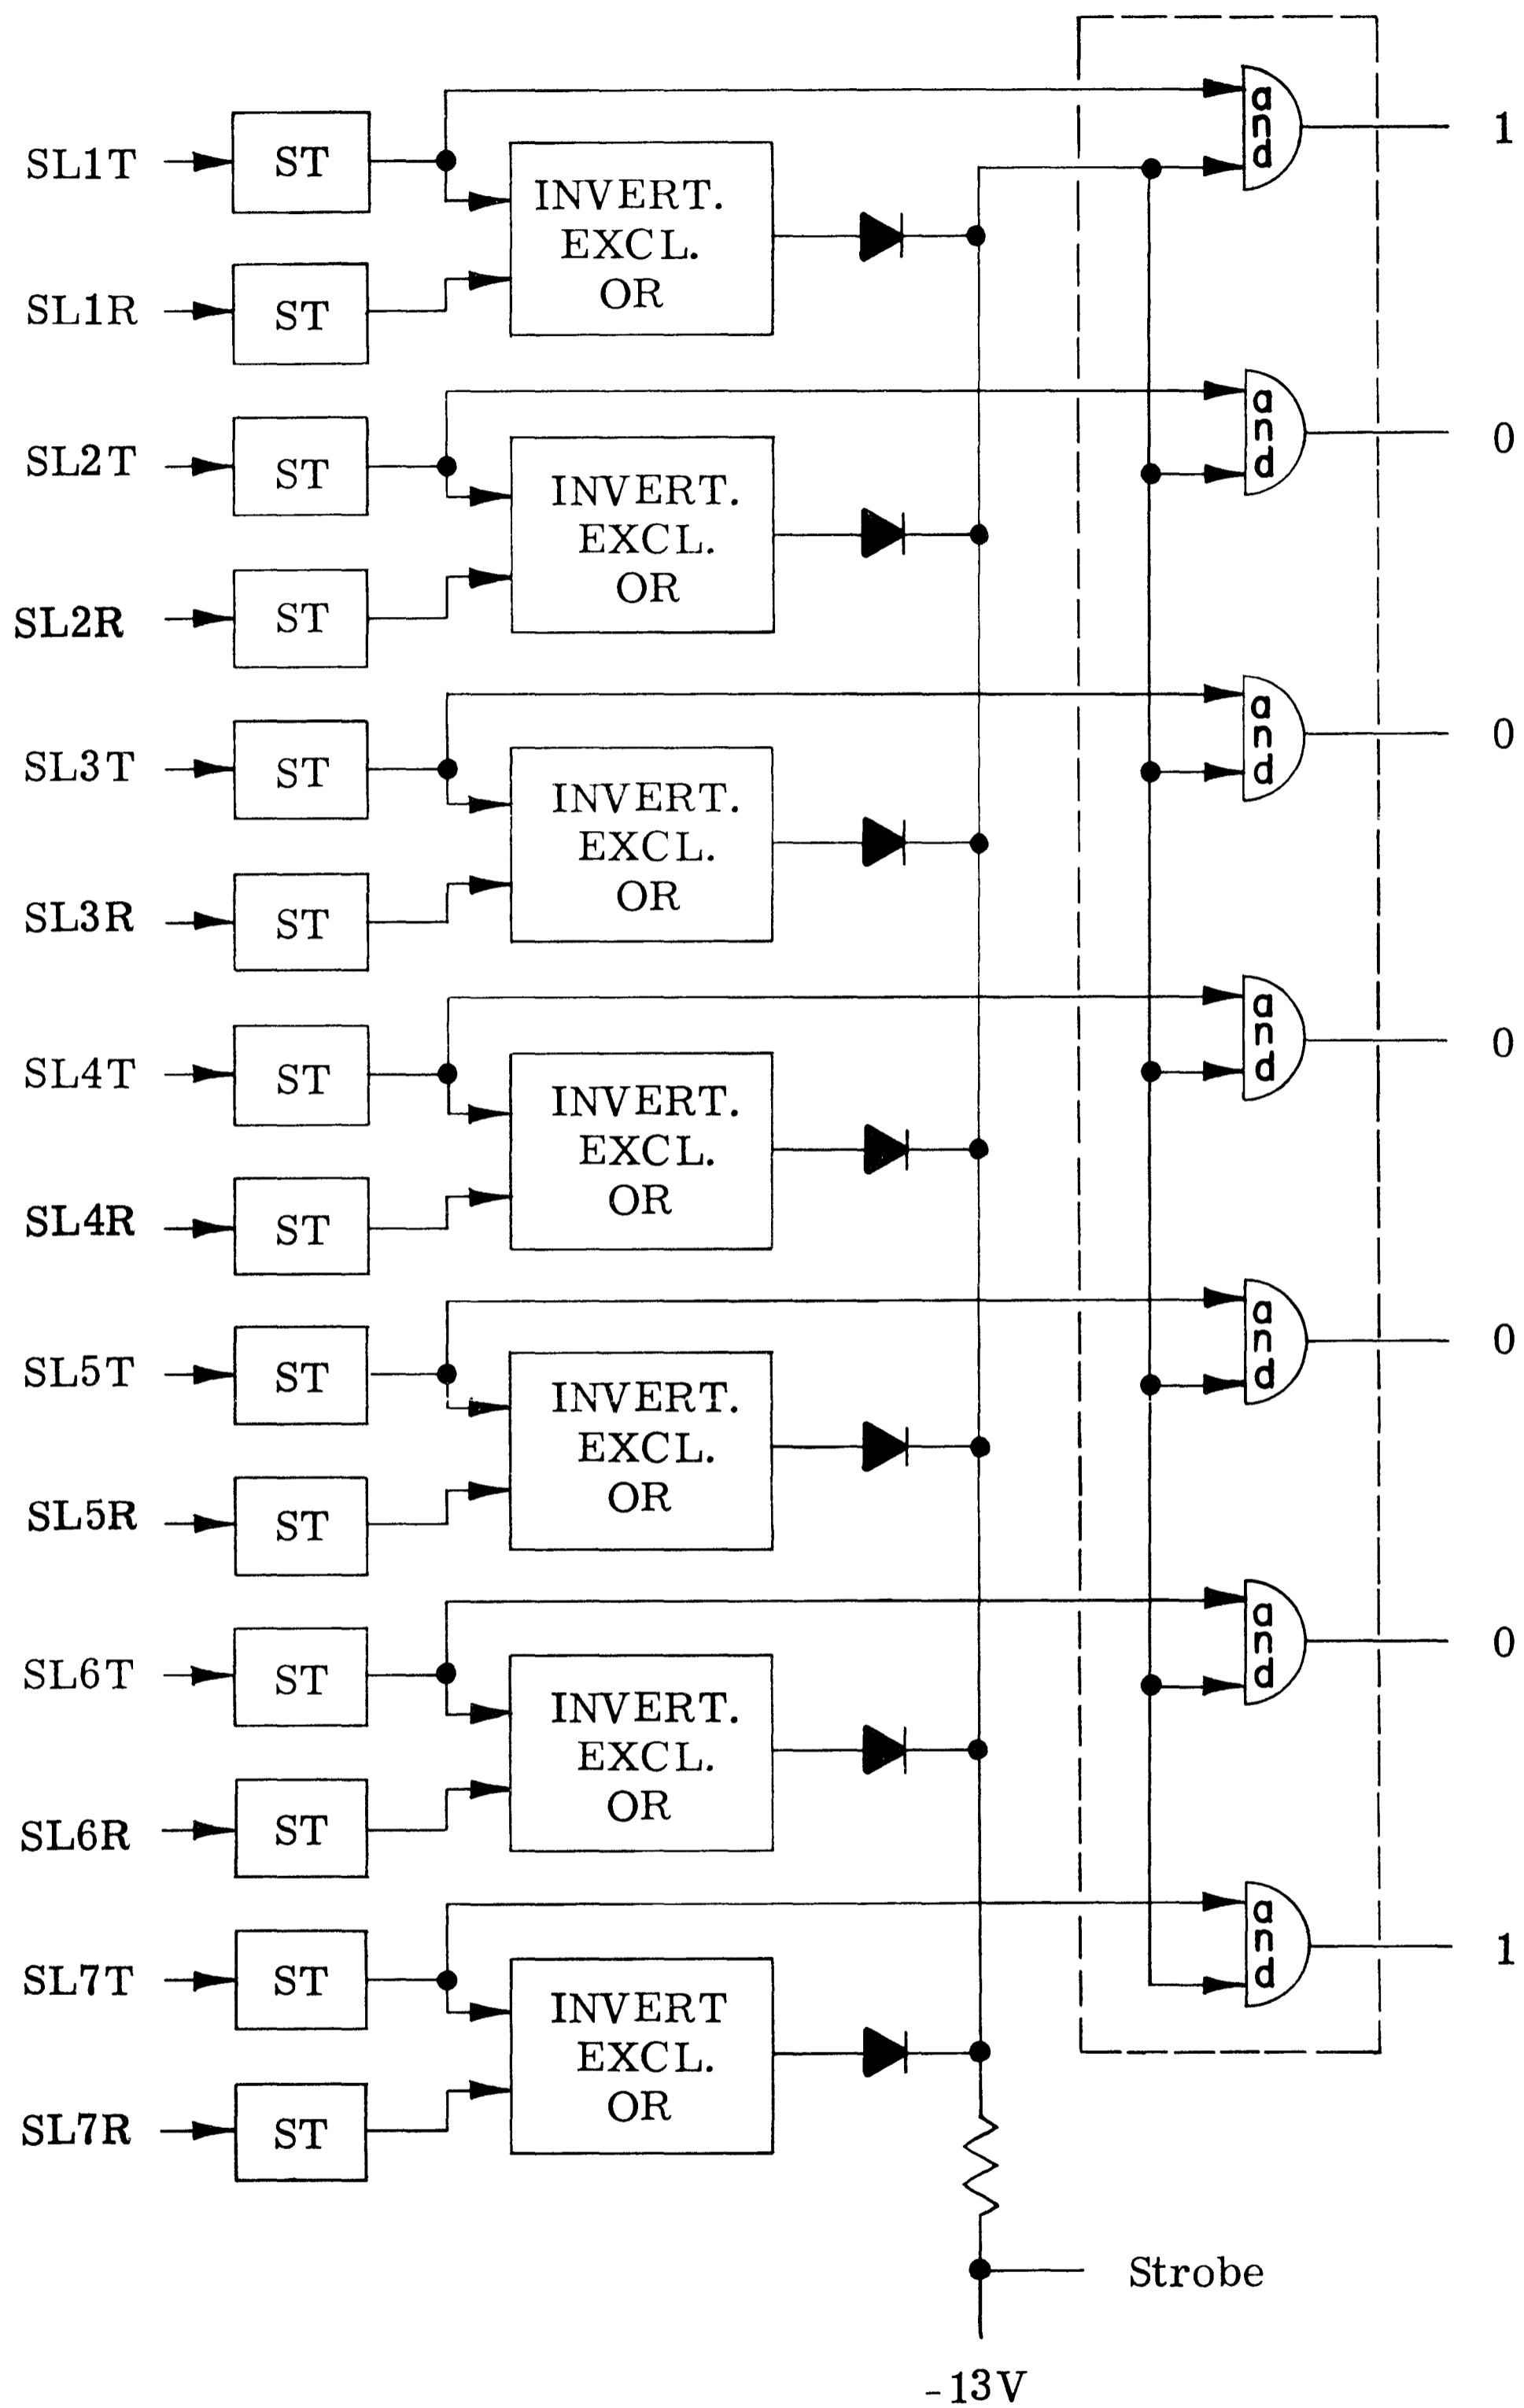 and
1
SL1T
ST
INVERT.
EXCL.
OR
SL1R
ST
and
0
SL2T
ST
INVERT.
EXCL.
OR
SL2R
ST
and
0
SL3T
ST
INVERT.
EXCL.
OR
SL3R
ST
and
0
SL4T
ST
INVERT.
EXCL.
OR
SL4R
ST
and
0
SL5T
ST
INVERT.
EXCL.
OR
SL5R
ST
and
0
SL6T
ST
INVERT.
EXCL.
OR
SL6R
ST
and
1
SL7T
ST
INVERT
EXCL.
OR
SL7R
ST
Strobe
-13V